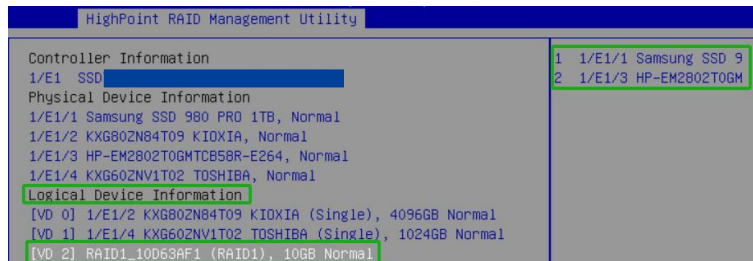 HighPoint RAID Management Utility
Controller Information
1/E1 SSD
Physical Device Information
1/E1/1 Samsung SSD 980 PRO 1TB, Normal
1/E1/2 KXG80ZN84T09 KIOXIA, Normal
1/E1/3 HP-EM2802T0GMTCB58R-E264, Normal
1/E1/4 KXG60ZNV1T02 TOSHIBA, Normal
Logical Device Information
[VD 0] 1/E1/2 KXG80ZN84T09 KIOXIA (Single), 4096GB Normal
[VD 1] 1/E1/4 KXG60ZNV1T02 TOSHIBA (Single), 1024GB Normal
[VD 2] RAID1_10D63AF1 (RAID1), 10GB Normal
1 1/E1/1 Samsung SSD 9
2 1/E1/3 HP-EM2802T0GM